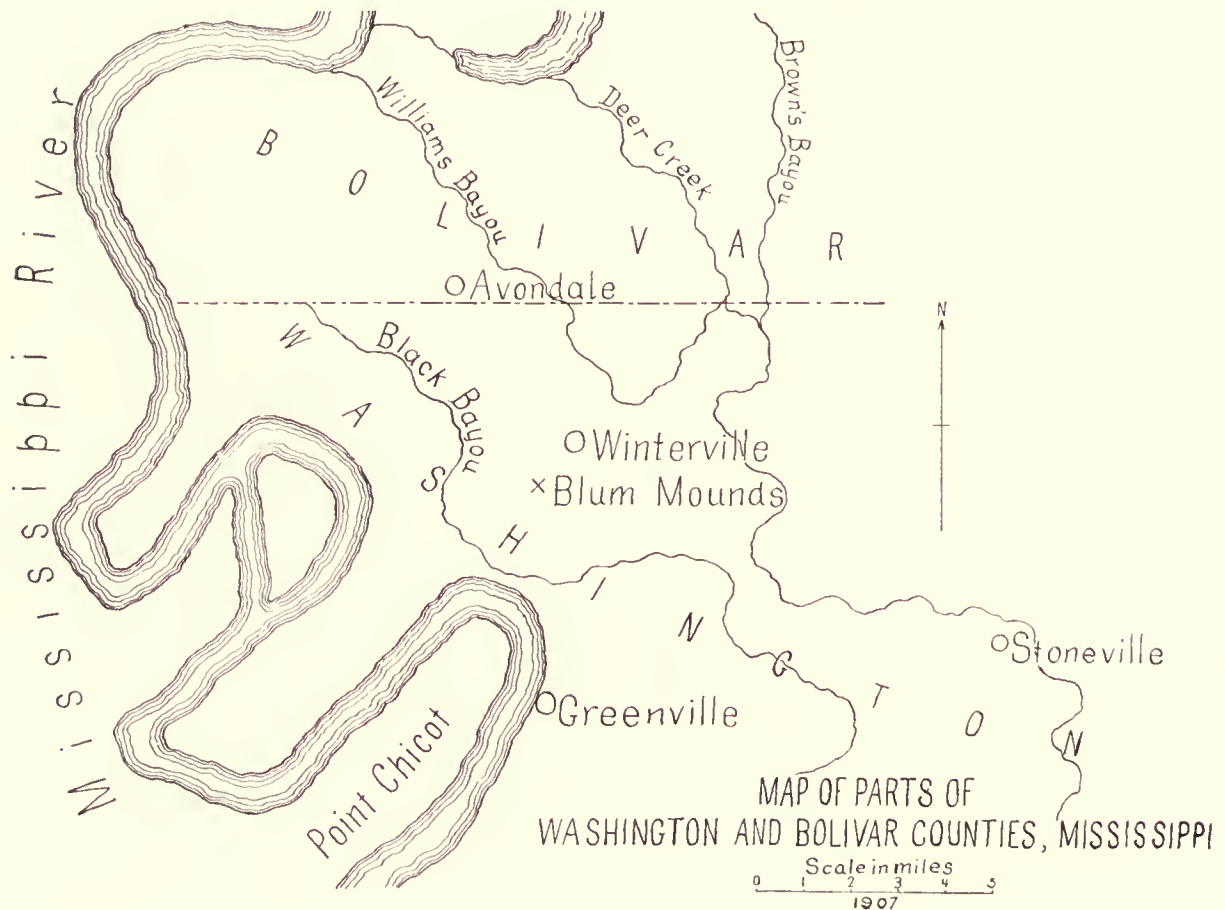 Mississippi River
BOLIVAR
Williams Bayou
Deer Creek
Brown's Bayou
Avondale
N
WASHINGTON
Black Bayou
Winterville
× Blum Mounds
Stoneville
Greenville
Point Chicot
MAP OF PARTS OF
WASHINGTON AND BOLIVAR COUNTIES, MISSISSIPPI
Scale in miles
0 1 2 3 4 5
1907